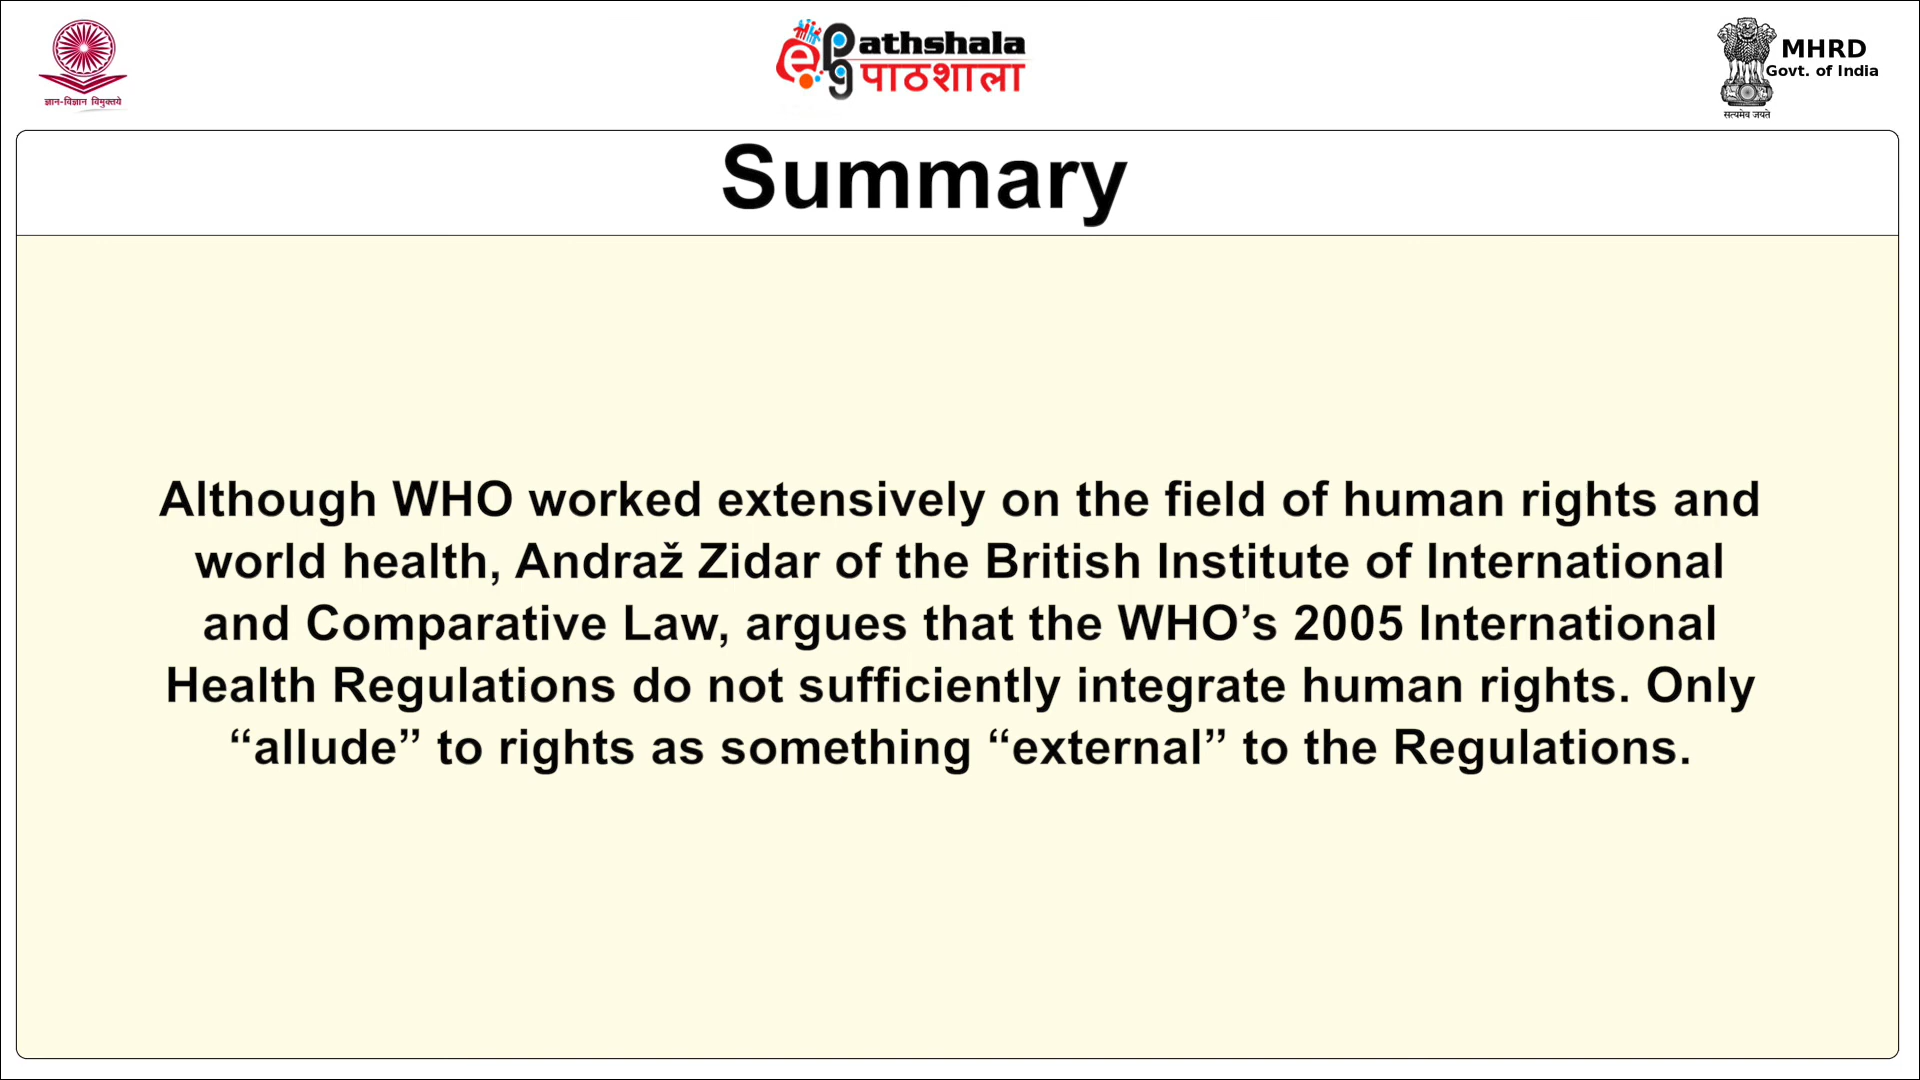 ज्ञान-विज्ञान विमुक्तये
epg Pathshala
पाठशाला
MHRD
Govt. of India
सत्यमेव जयते
Summary
Although WHO worked extensively on the field of human rights and
world health, Andraž Zidar of the British Institute of International
and Comparative Law, argues that the WHO’s 2005 International
Health Regulations do not sufficiently integrate human rights. Only
“allude” to rights as something “external” to the Regulations.